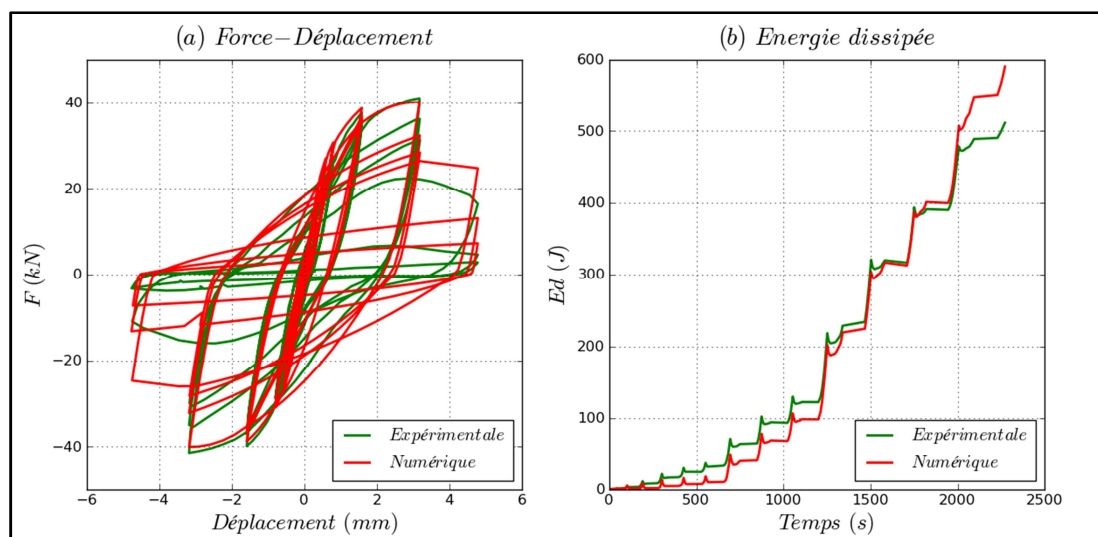 (a) Force−Déplacement
F (kN)
40
20
0
−20
−40
−6
−4
−2
0
2
4
6
Déplacement (mm)
Expérimentale
Numérique
(b) Energie dissipée
Ed (J)
600
500
400
300
200
100
0
0
500
1000
1500
2000
2500
Temps (s)
Expérimentale
Numérique